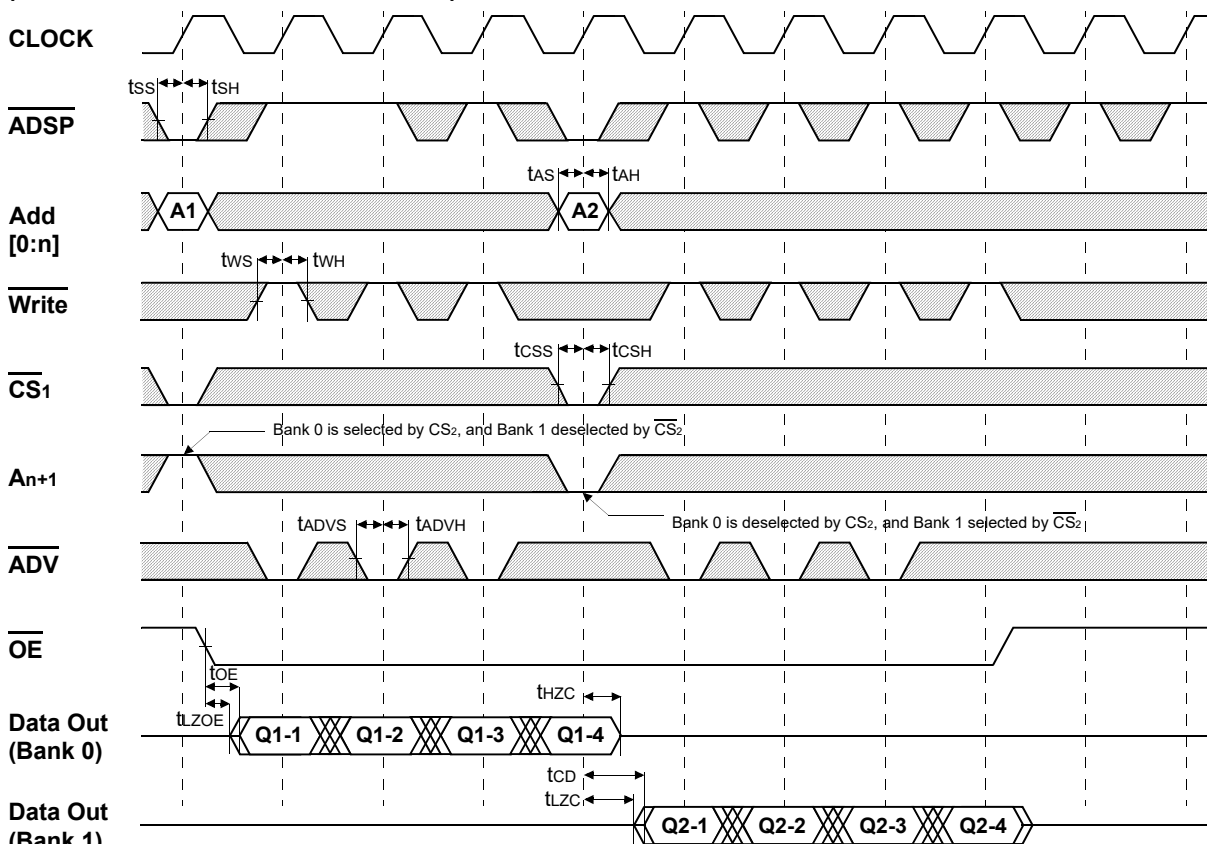 CLOCK
tSS tSH
ADSP
tAS tAH
Add
[0:n]
A1 A2
tWS tWH
Write
tCSS tCSH
CS1
Bank 0 is selected by CS2, and Bank 1 deselected by CS2
An+1
Bank 0 is deselected by CS2, and Bank 1 selected by CS2
tADVS tADVH
ADV
OE
tOE
tHZC
tLZOE
Data Out
(Bank 0)
Q1-1 Q1-2 Q1-3 Q1-4
tCD
tLZC
Data Out
(Bank 1)
Q2-1 Q2-2 Q2-3 Q2-4